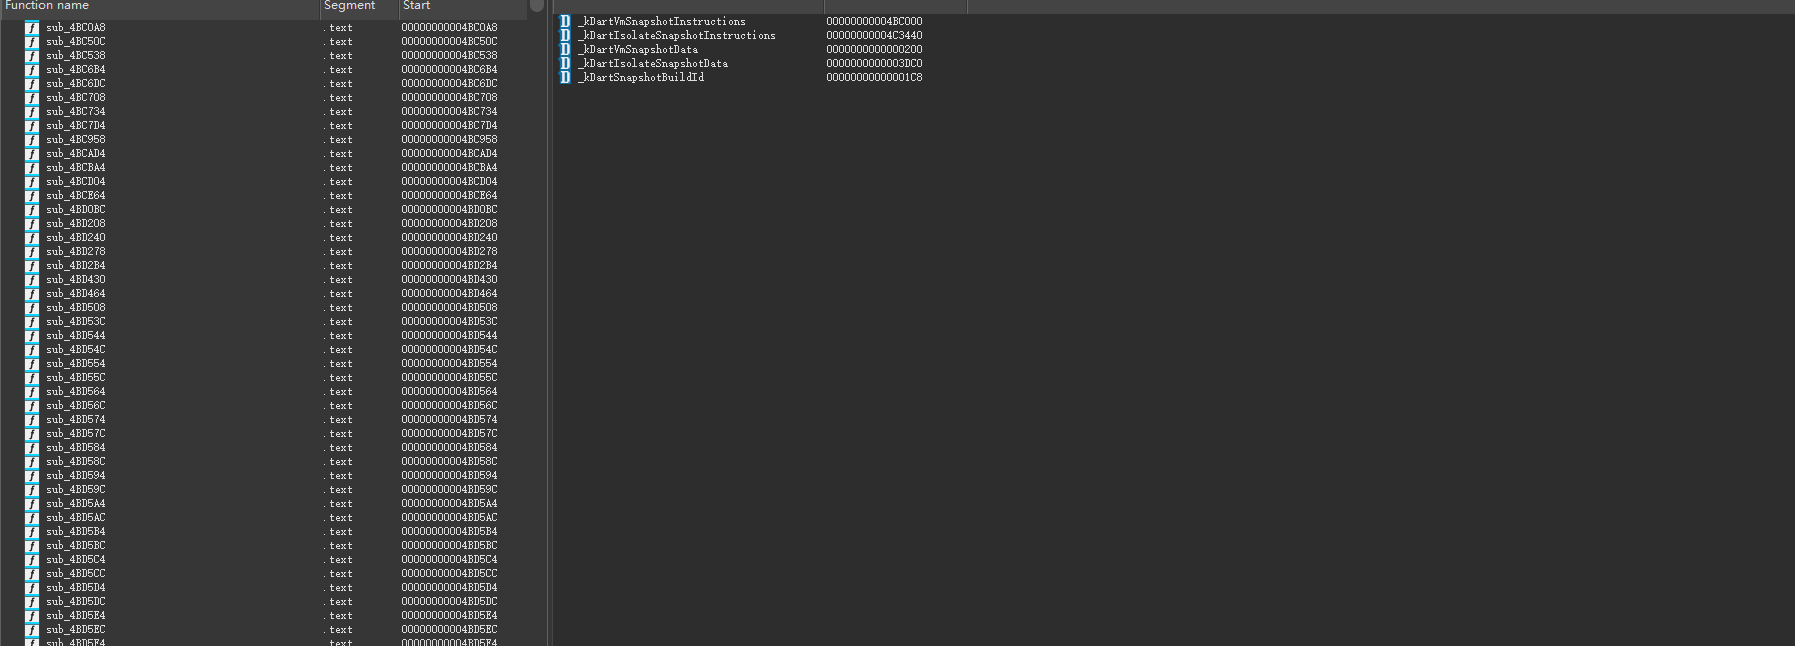 Function name Segment Start
sub_4BC0A8 .text 00000000004BC0A8
sub_4BC50C .text 00000000004BC50C
sub_4BC538 .text 00000000004BC538
sub_4BC6B4 .text 00000000004BC6B4
sub_4BC6DC .text 00000000004BC6DC
sub_4BC708 .text 00000000004BC708
sub_4BC734 .text 00000000004BC734
sub_4BC7D4 .text 00000000004BC7D4
sub_4BC958 .text 00000000004BC958
sub_4BCAD4 .text 00000000004BCAD4
sub_4BCBA4 .text 00000000004BCBA4
sub_4BCD04 .text 00000000004BCD04
sub_4BCE64 .text 00000000004BCE64
sub_4BD0BC .text 00000000004BD0BC
sub_4BD208 .text 00000000004BD208
sub_4BD240 .text 00000000004BD240
sub_4BD278 .text 00000000004BD278
sub_4BD2B4 .text 00000000004BD2B4
sub_4BD430 .text 00000000004BD430
sub_4BD464 .text 00000000004BD464
sub_4BD508 .text 00000000004BD508
sub_4BD53C .text 00000000004BD53C
sub_4BD544 .text 00000000004BD544
sub_4BD54C .text 00000000004BD54C
sub_4BD554 .text 00000000004BD554
sub_4BD55C .text 00000000004BD55C
sub_4BD564 .text 00000000004BD564
sub_4BD56C .text 00000000004BD56C
sub_4BD574 .text 00000000004BD574
sub_4BD57C .text 00000000004BD57C
sub_4BD584 .text 00000000004BD584
sub_4BD58C .text 00000000004BD58C
sub_4BD594 .text 00000000004BD594
sub_4BD59C .text 00000000004BD59C
sub_4BD5A4 .text 00000000004BD5A4
sub_4BD5AC .text 00000000004BD5AC
sub_4BD5B4 .text 00000000004BD5B4
sub_4BD5BC .text 00000000004BD5BC
sub_4BD5C4 .text 00000000004BD5C4
sub_4BD5CC .text 00000000004BD5CC
sub_4BD5D4 .text 00000000004BD5D4
sub_4BD5DC .text 00000000004BD5DC
sub_4BD5E4 .text 00000000004BD5E4
sub_4BD5EC .text 00000000004BD5EC
sub_4BD5F4 .text 00000000004BD5F4
_kDartVmSnapshotInstructions 00000000004BC000
_kDartIsolateSnapshotInstructions 00000000004C3440
_kDartVmSnapshotData 0000000000000200
_kDartIsolateSnapshotData 0000000000003DC0
_kDartSnapshotBuildId 00000000000001C8